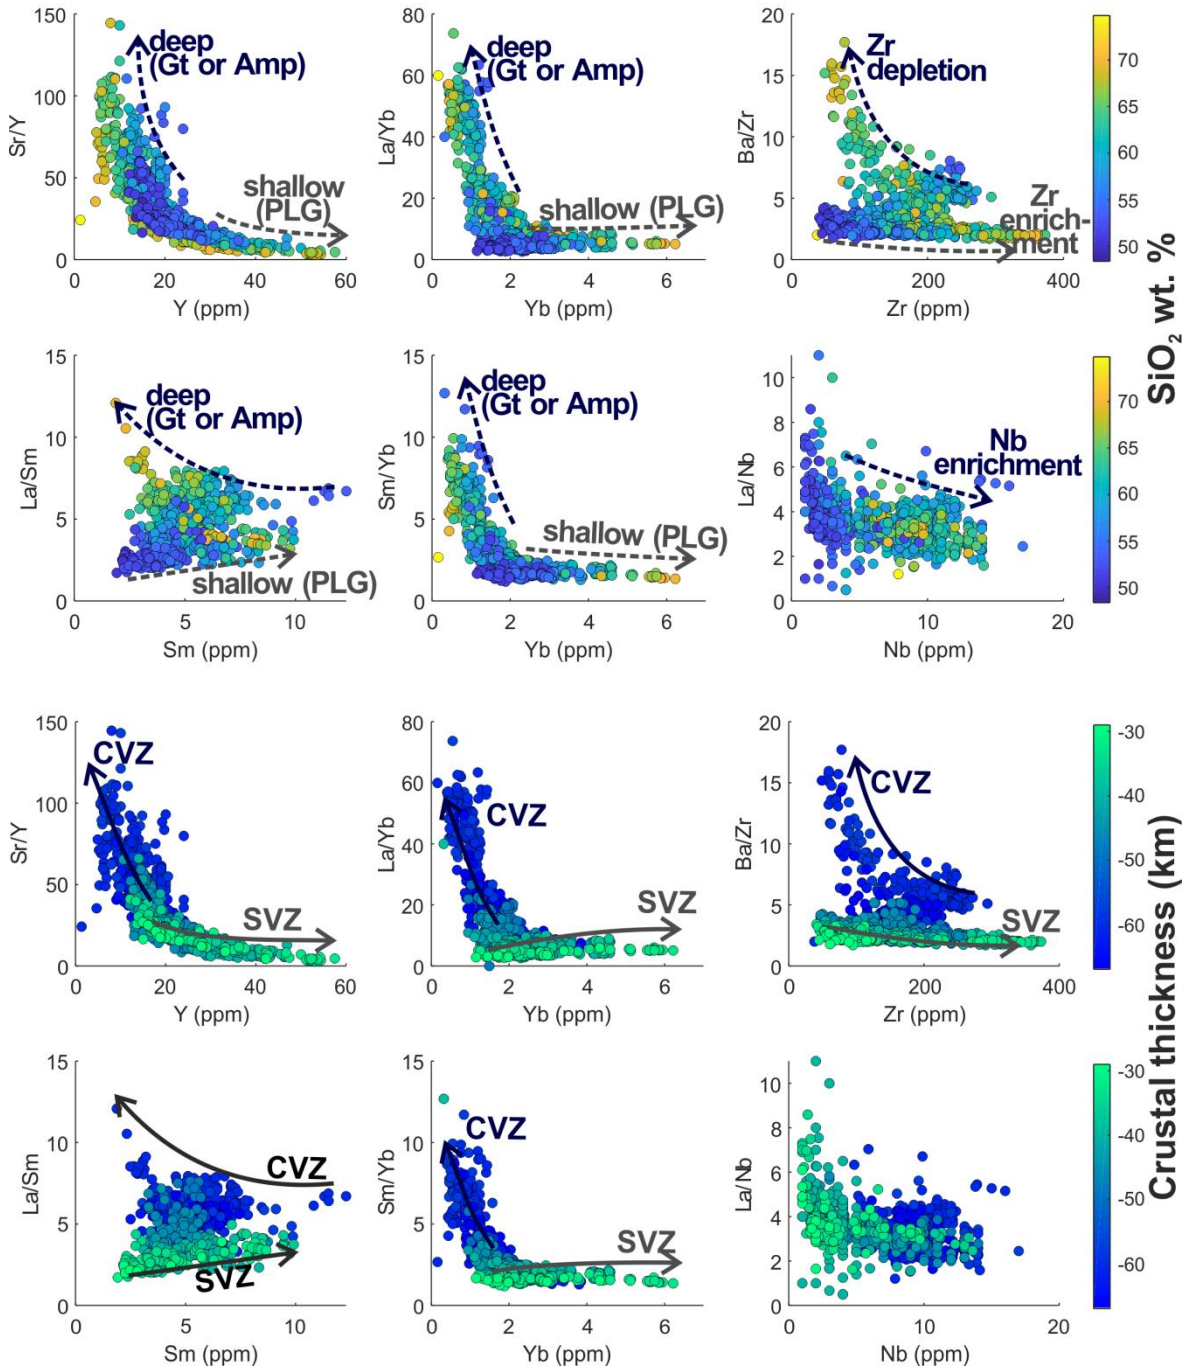 150
100
50
0
Sr/Y
0
20
40
60
Y (ppm)
deep
(Gt or Amp)
shallow
(PLG)
80
60
40
20
0
La/Yb
0
2
4
6
Yb (ppm)
deep
(Gt or Amp)
shallow (PLG)
20
15
10
5
0
Ba/Zr
0
200
400
Zr (ppm)
Zr
depletion
Zr
enrich-
ment
70
65
60
55
50
15
10
5
0
La/Sm
0
5
10
Sm (ppm)
deep
(Gt or Amp)
shallow (PLG)
15
10
5
0
Sm/Yb
0
2
4
6
Yb (ppm)
deep
(Gt or Amp)
shallow (PLG)
10
8
6
4
2
0
La/Nb
0
10
20
Nb (ppm)
Nb
enrichment
70
65
60
55
50
SiO₂ wt. %
150
100
50
0
Sr/Y
0
20
40
60
Y (ppm)
CVZ
SVZ
80
60
40
20
0
La/Yb
0
2
4
6
Yb (ppm)
CVZ
SVZ
20
15
10
5
0
Ba/Zr
0
200
400
Zr (ppm)
CVZ
SVZ
-30
-40
-50
-60
15
10
5
0
La/Sm
0
5
10
Sm (ppm)
CVZ
SVZ
15
10
5
0
Sm/Yb
0
2
4
6
Yb (ppm)
CVZ
SVZ
10
8
6
4
2
0
La/Nb
0
10
20
Nb (ppm)
-30
-40
-50
-60
Crustal thickness (km)